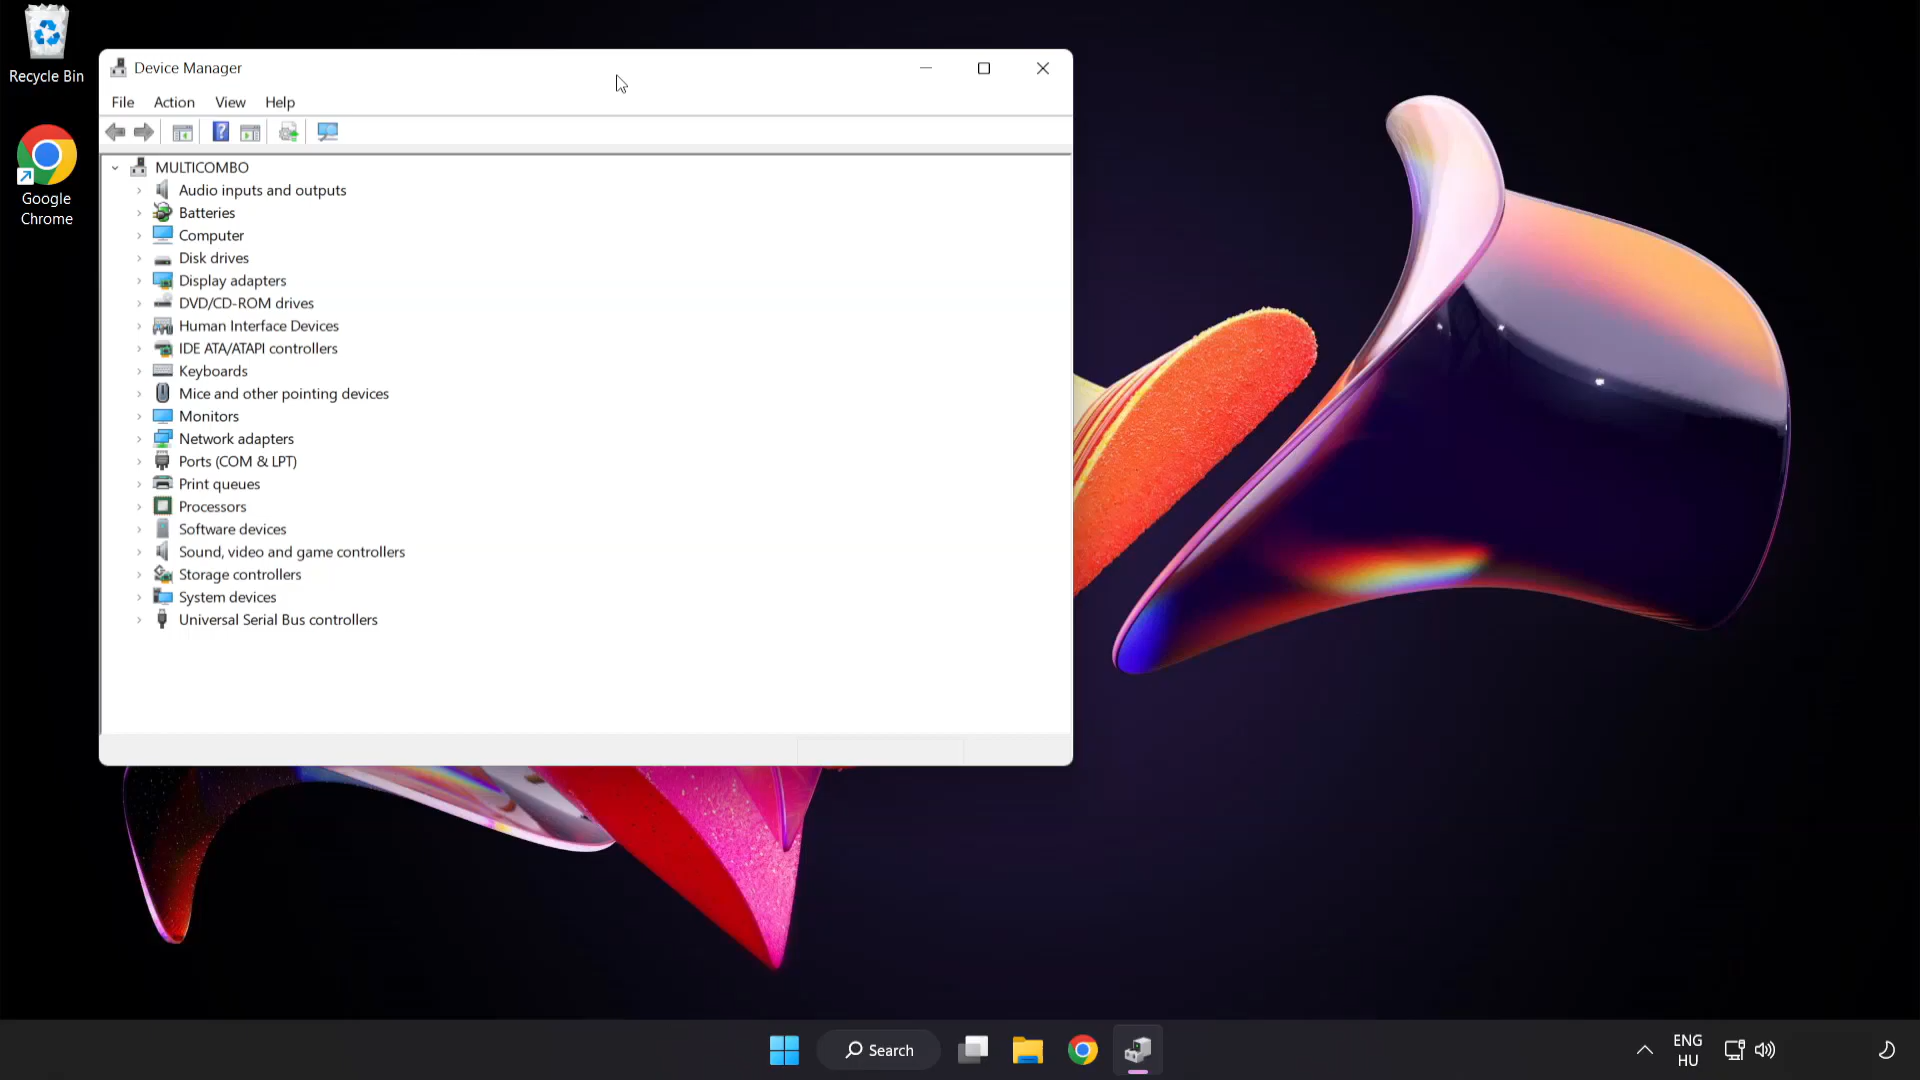 Recycle Bin
Google
Chrome
Device Manager
File Action View Help
MULTICOMBO
Audio inputs and outputs
Batteries
Computer
Disk drives
Display adapters
DVD/CD-ROM drives
Human Interface Devices
IDE ATA/ATAPI controllers
Keyboards
Mice and other pointing devices
Monitors
Network adapters
Ports (COM & LPT)
Print queues
Processors
Software devices
Sound, video and game controllers
Storage controllers
System devices
Universal Serial Bus controllers
Search
ENG
HU